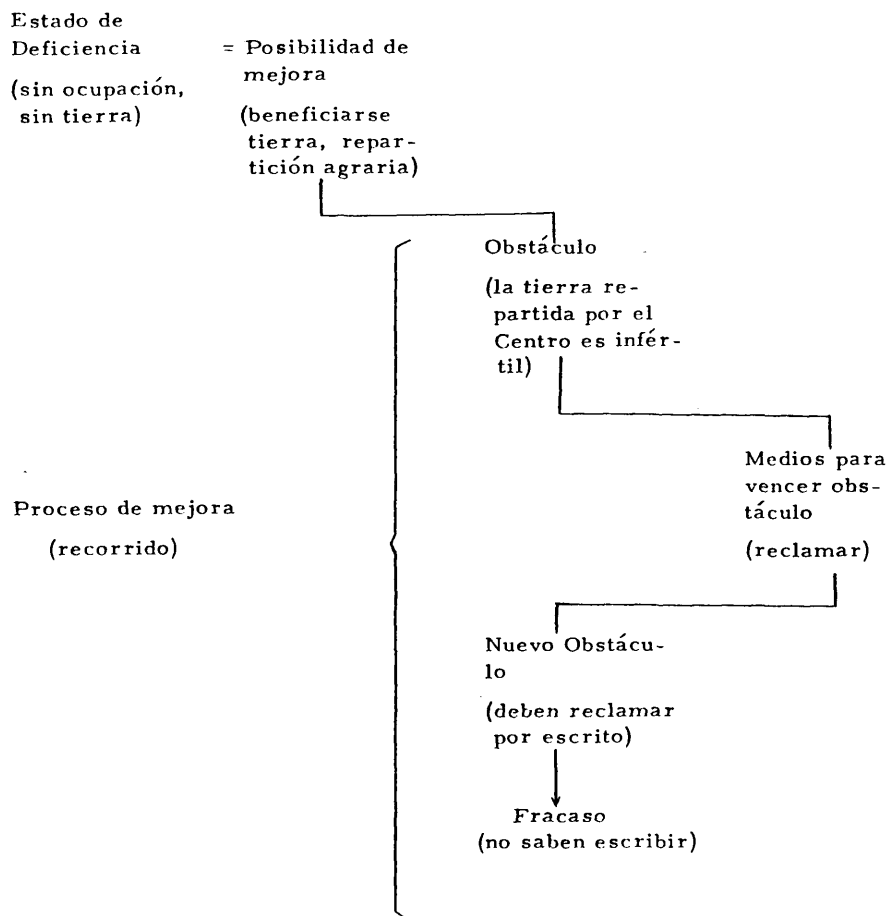 Estado de
Deficiencia
(sin ocupación,
sin tierra)
= Posibilidad de
mejora
(beneficiarse
tierra, repar-
tición agraria)
Obstáculo
(la tierra re-
partida por el
Centro es infér-
til)
Medios para
vencer obs-
táculo
(reclamar)
Proceso de mejora
(recorrido)
Nuevo Obstácu-
lo
(deben reclamar
por escrito)
Fracaso
(no saben escribir)